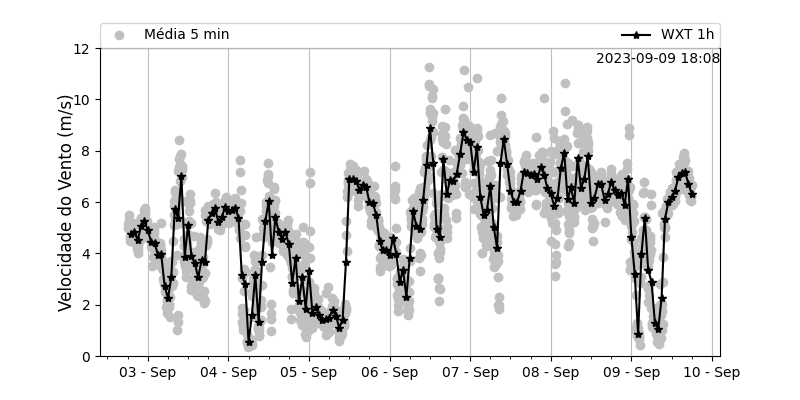 Média 5 min
WXT 1h
2023-09-09 18:08
Velocidade do Vento (m/s)
12
10
8
6
4
2
0
03 - Sep
04 - Sep
05 - Sep
06 - Sep
07 - Sep
08 - Sep
09 - Sep
10 - Sep